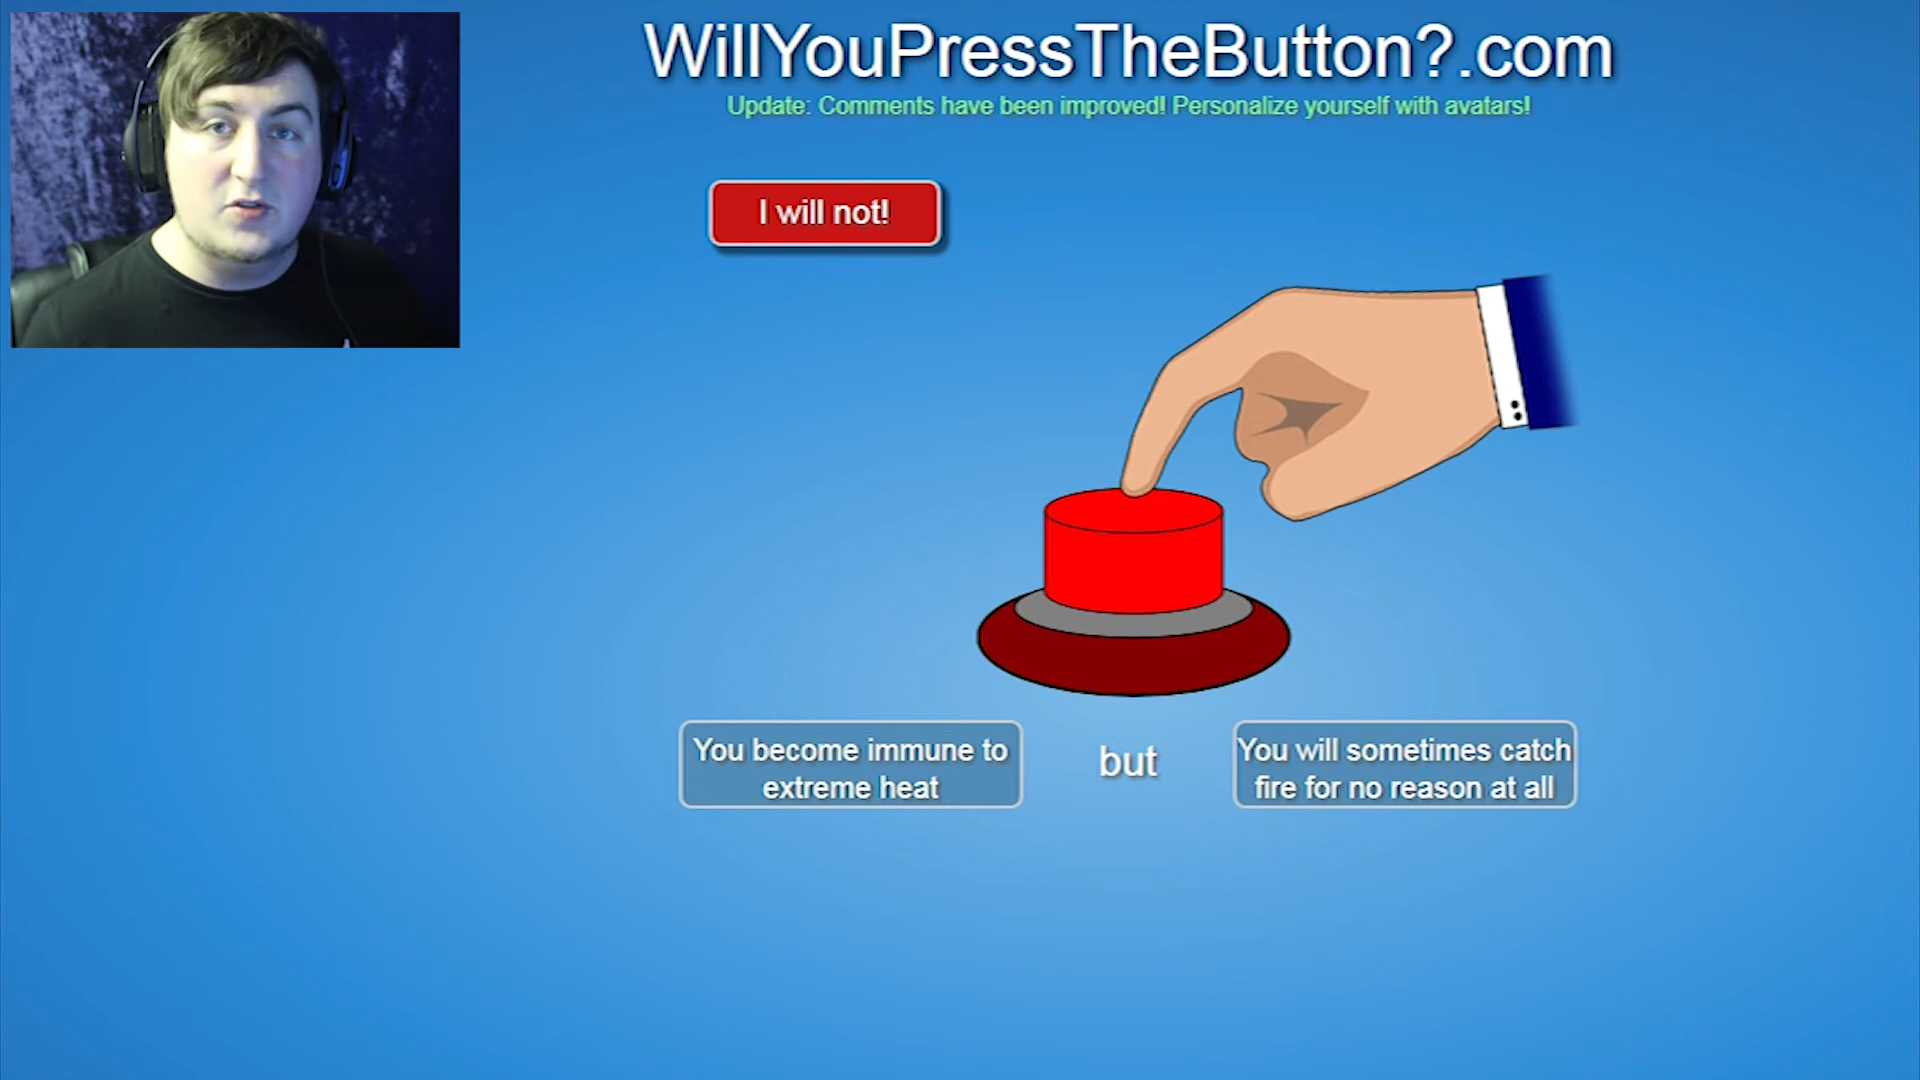 WillYouPressTheButton?.com
Update: Comments have been improved! Personalize yourself with avatars!
I will not!
You become immune to
extreme heat
but
You will sometimes catch
fire for no reason at all